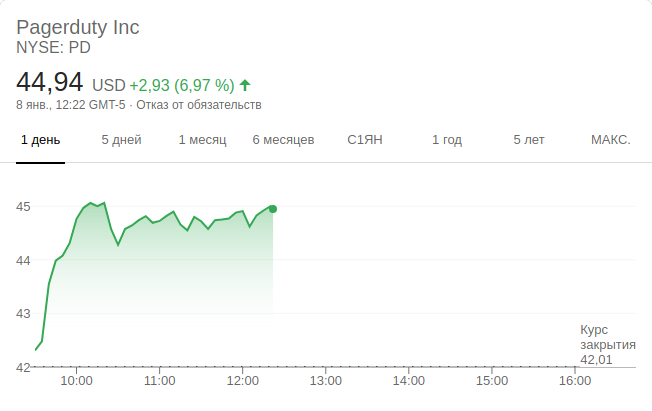 Pagerduty Inc
NYSE: PD
44,94 USD +2,93 (6,97 %)
8 янв., 12:22 GMT-5 · Отказ от обязательств
1 день 5 дней 1 месяц 6 месяцев С1ЯН 1 год 5 лет МАКС.
45
44
43
Курс
закрытия
42,01
42
10:00 11:00 12:00 13:00 14:00 15:00 16:00